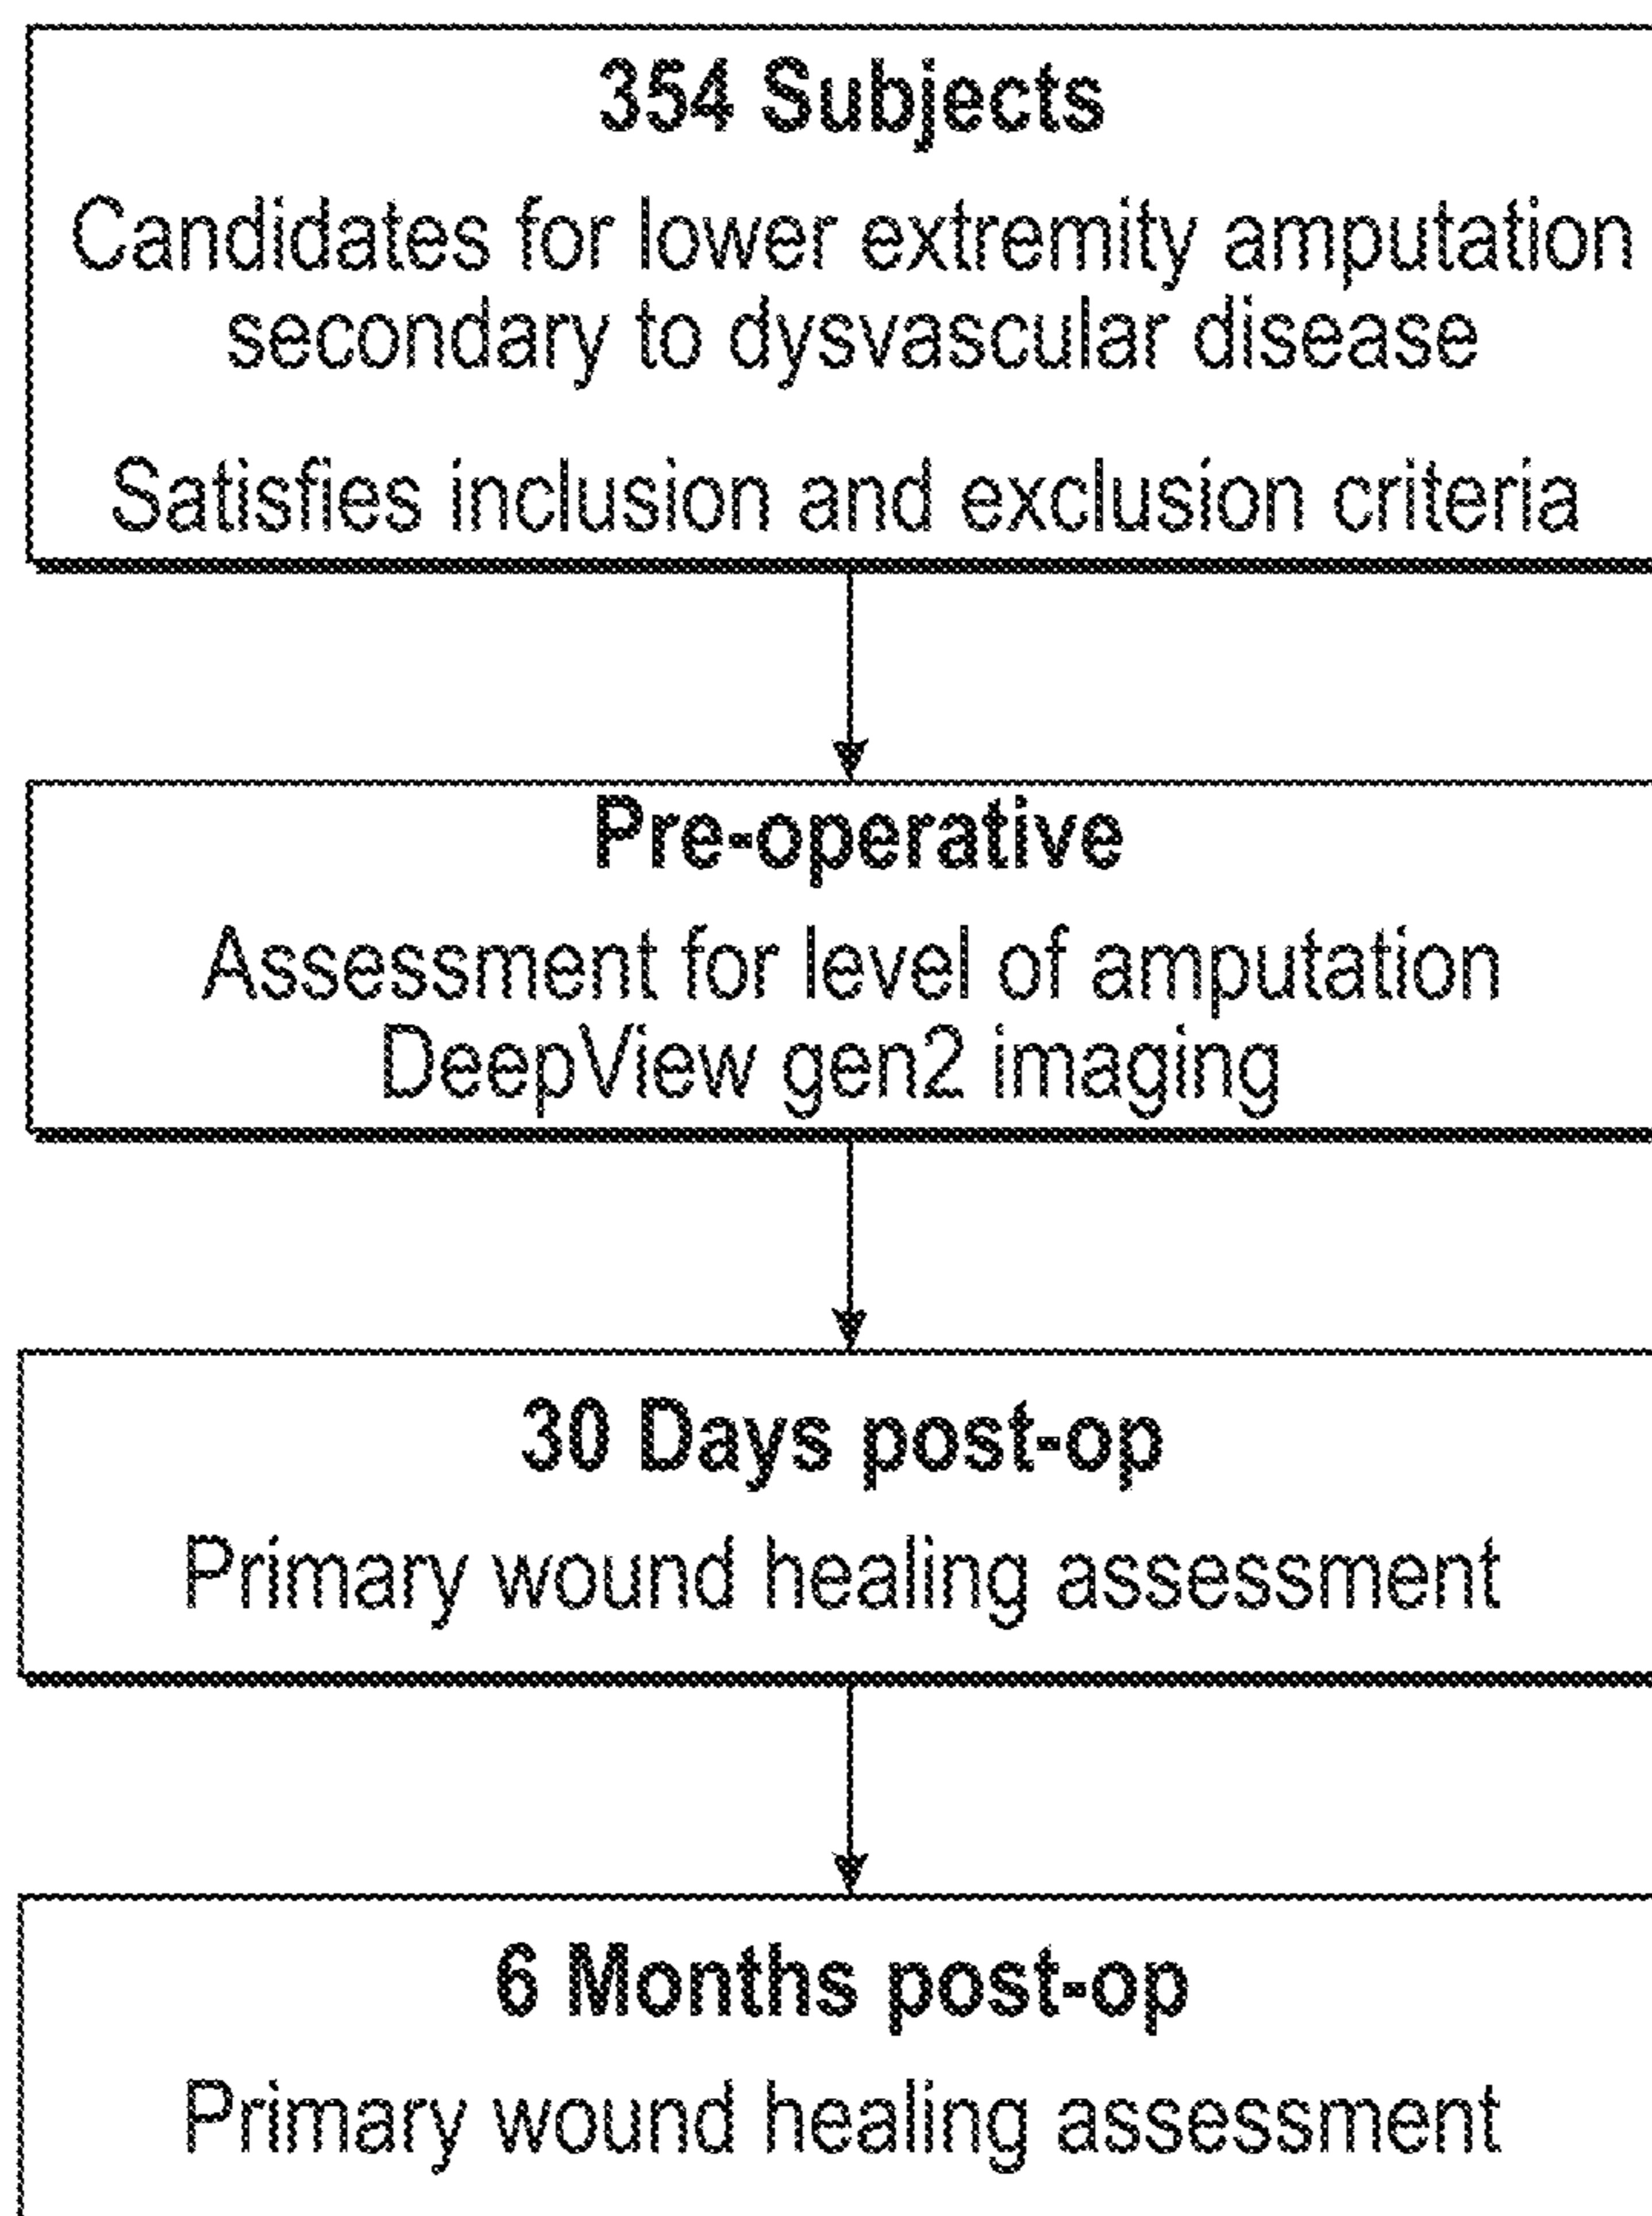 354 Subjects
Candidates for lower extremity amputation
secondary to dysvascular disease
Satisfies inclusion and exclusion criteria
Pre-operative
Assessment for level of amputation
DeepView gen2 imaging
30 Days post-op
Primary wound healing assessment
6 Months post-op
Primary wound healing assessment